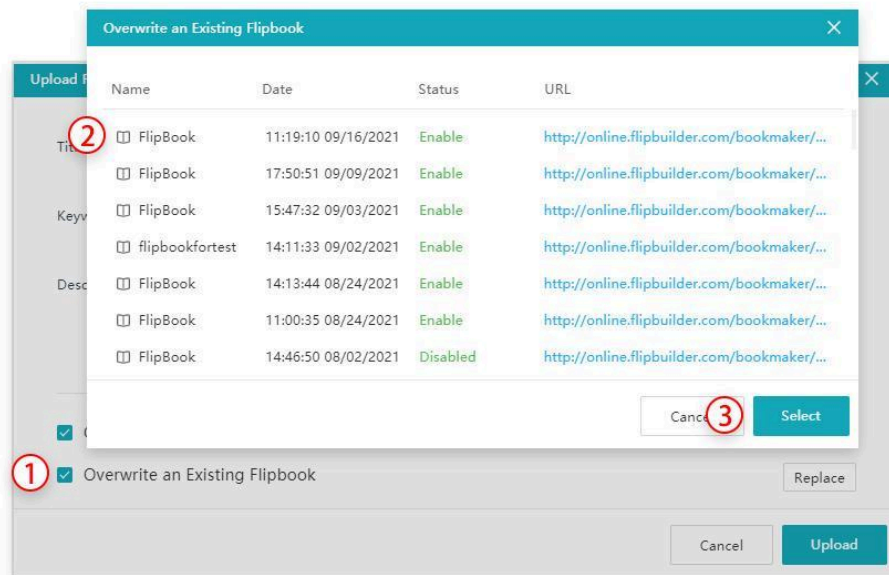 Overwrite an Existing Flipbook
Upload
Name Date Status URL
② FlipBook 11:19:10 09/16/2021 Enable http://online.flipbuilder.com/bookmaker/...
FlipBook 17:50:51 09/09/2021 Enable http://online.flipbuilder.com/bookmaker/...
FlipBook 15:47:32 09/03/2021 Enable http://online.flipbuilder.com/bookmaker/...
flipbookfortest 14:11:33 09/02/2021 Enable http://online.flipbuilder.com/bookmaker/...
FlipBook 14:13:44 08/24/2021 Enable http://online.flipbuilder.com/bookmaker/...
FlipBook 11:00:35 08/24/2021 Enable http://online.flipbuilder.com/bookmaker/...
FlipBook 14:46:50 08/02/2021 Disabled http://online.flipbuilder.com/bookmaker/...
③ Select
① Overwrite an Existing Flipbook Replace
Cancel Upload